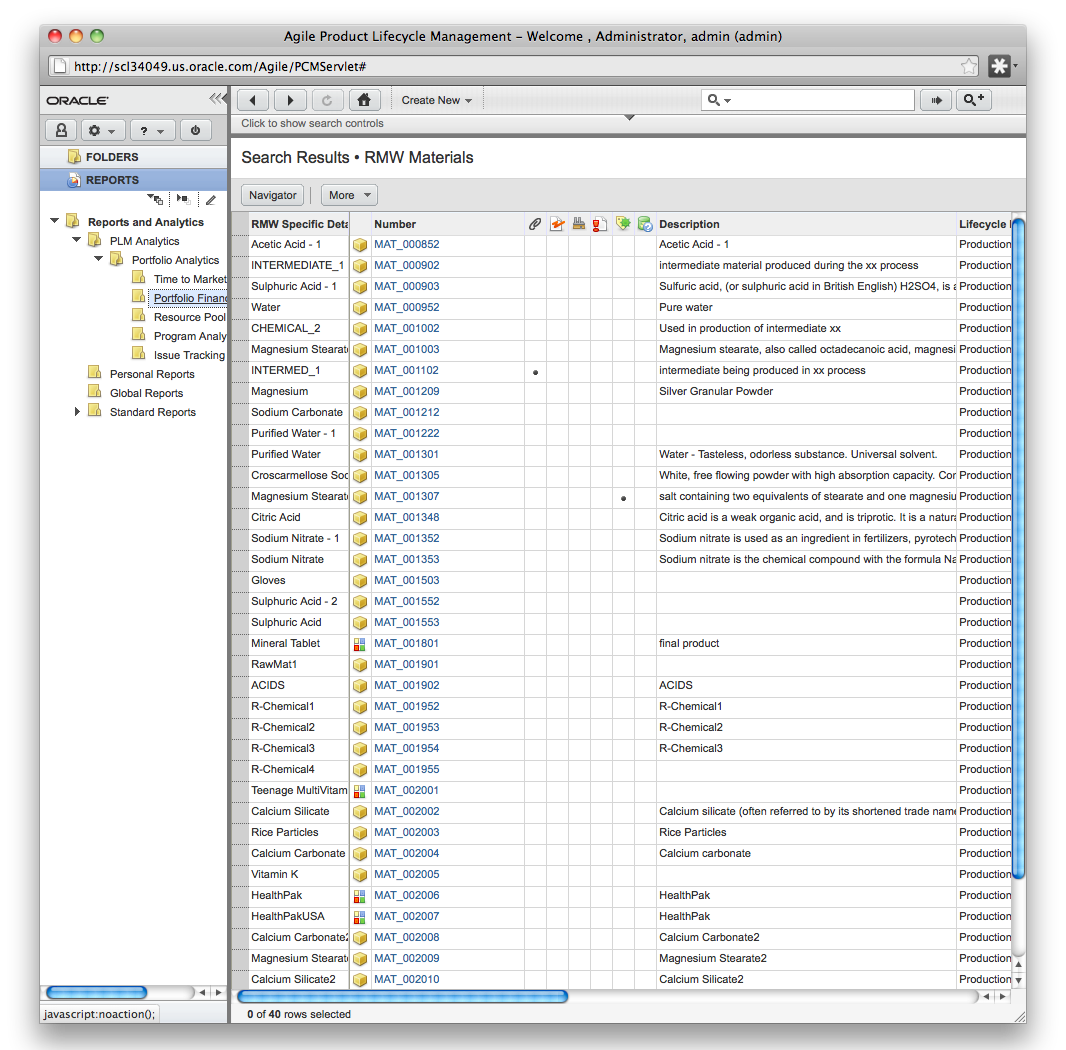 Agile Product Lifecycle Management – Welcome , Administrator, admin (admin)
http://scl34049.us.oracle.com/Agile/PCMServlet#
ORACLE
Create New
Click to show search controls
FOLDERS
REPORTS
Reports and Analytics
PLM Analytics
Portfolio Analytics
Time to Market
Portfolio Financ
Resource Pool
Program Analy
Issue Tracking
Personal Reports
Global Reports
Standard Reports
Search Results • RMW Materials
Navigator More
RMW Specific Deta Number Description Lifecycle
Acetic Acid - 1 MAT_000852 Acetic Acid - 1 Production
INTERMEDIATE_1 MAT_000902 intermediate material produced during the xx process Production
Sulphuric Acid - 1 MAT_000903 Sulfuric acid, (or sulphuric acid in British English) H2SO4, is a Production
Water MAT_000952 Pure water Production
CHEMICAL_2 MAT_001002 Used in production of intermediate xx Production
Magnesium Stearate MAT_001003 Magnesium stearate, also called octadecanoic acid, magnesi Production
INTERMED_1 MAT_001102 intermediate being produced in xx process Production
Magnesium MAT_001209 Silver Granular Powder Production
Sodium Carbonate MAT_001212 Production
Purified Water - 1 MAT_001222 Production
Purified Water MAT_001301 Water - Tasteless, odorless substance. Universal solvent. Production
Croscarmellose Soc MAT_001305 White, free flowing powder with high absorption capacity. Cor Production
Magnesium Stearate MAT_001307 salt containing two equivalents of stearate and one magnesiu Production
Citric Acid MAT_001348 Citric acid is a weak organic acid, and is triprotic. It is a natura Production
Sodium Nitrate - 1 MAT_001352 Sodium nitrate is used as an ingredient in fertilizers, pyrotech Production
Sodium Nitrate MAT_001353 Sodium nitrate is the chemical compound with the formula Na Production
Gloves MAT_001503 Production
Sulphuric Acid - 2 MAT_001552 Production
Sulphuric Acid MAT_001553 Production
Mineral Tablet MAT_001801 final product Production
RawMat1 MAT_001901 Production
ACIDS MAT_001902 ACIDS Production
R-Chemical1 MAT_001952 R-Chemical1 Production
R-Chemical2 MAT_001953 R-Chemical2 Production
R-Chemical3 MAT_001954 R-Chemical3 Production
R-Chemical4 MAT_001955 Production
Teenage MultiVitam MAT_002001 Production
Calcium Silicate MAT_002002 Calcium silicate (often referred to by its shortened trade name Production
Rice Particles MAT_002003 Rice Particles Production
Calcium Carbonate MAT_002004 Calcium carbonate Production
Vitamin K MAT_002005 Production
HealthPak MAT_002006 HealthPak Production
HealthPakUSA MAT_002007 HealthPak Production
Calcium Carbonate2 MAT_002008 Calcium Carbonate2 Production
Magnesium Stearate MAT_002009 Magnesium Stearate2 Production
Calcium Silicate2 MAT_002010 Calcium Silicate2 Production
javascript:noaction();
0 of 40 rows selected